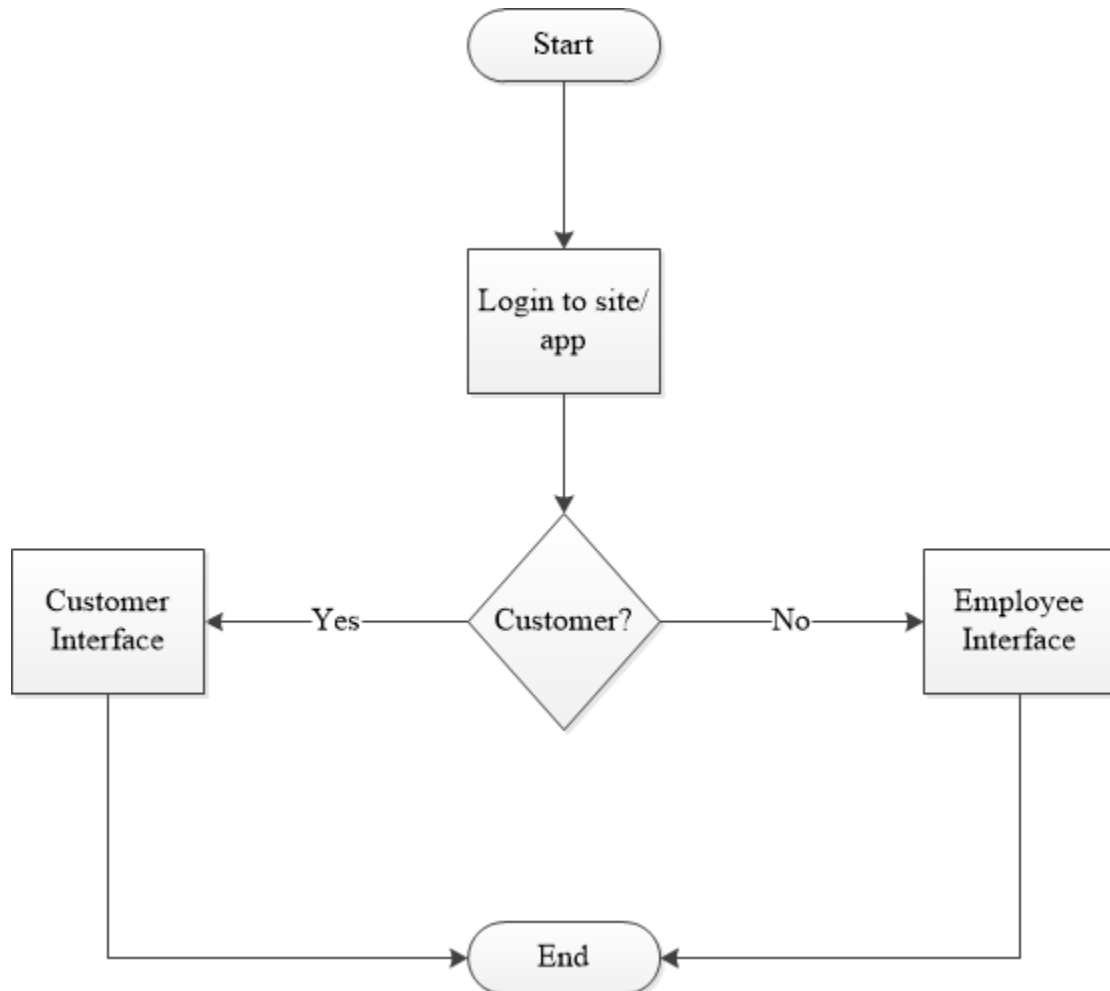 Start
Login to site/
app
Customer
Interface
Yes
Customer?
No
Employee
Interface
End